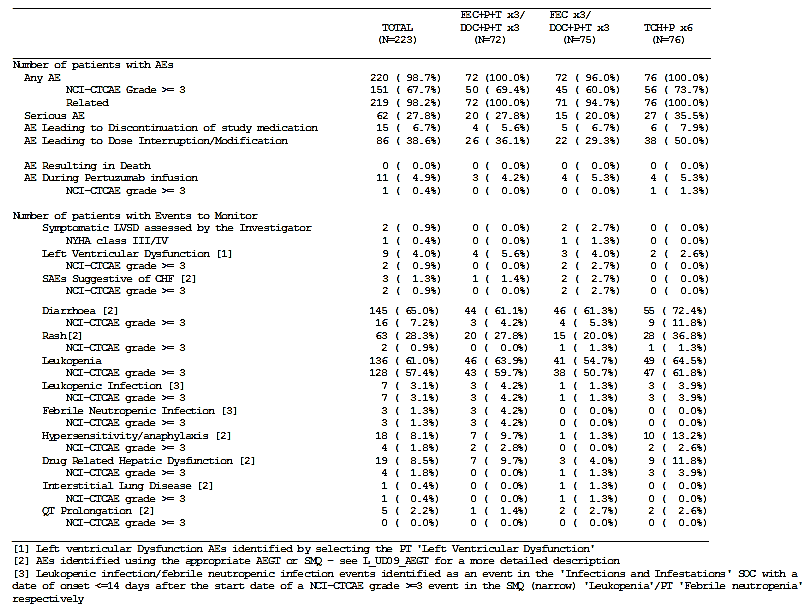 FEC+P+T x3/ FEC x3/
TOTAL DOC+P+T x3 DOC+P+T x3 TCH+P x6
(N=223) (N=72) (N=75) (N=76)
Number of patients with AEs
Any AE 220 ( 98.7%) 72 (100.0%) 72 ( 96.0%) 76 (100.0%)
NCI-CTCAE Grade >= 3 151 ( 67.7%) 50 ( 69.4%) 45 ( 60.0%) 56 ( 73.7%)
Related 219 ( 98.2%) 72 (100.0%) 71 ( 94.7%) 76 (100.0%)
Serious AE 62 ( 27.8%) 20 ( 27.8%) 15 ( 20.0%) 27 ( 35.5%)
AE Leading to Discontinuation of study medication 15 ( 6.7%) 4 ( 5.6%) 5 ( 6.7%) 6 ( 7.9%)
AE Leading to Dose Interruption/Modification 86 ( 38.6%) 26 ( 36.1%) 22 ( 29.3%) 38 ( 50.0%)
AE Resulting in Death 0 ( 0.0%) 0 ( 0.0%) 0 ( 0.0%) 0 ( 0.0%)
AE During Pertuzumab infusion 11 ( 4.9%) 3 ( 4.2%) 4 ( 5.3%) 4 ( 5.3%)
NCI-CTCAE grade >= 3 1 ( 0.4%) 0 ( 0.0%) 0 ( 0.0%) 1 ( 1.3%)
Number of patients with Events to Monitor
Symptomatic LVSD assessed by the Investigator 2 ( 0.9%) 0 ( 0.0%) 2 ( 2.7%) 0 ( 0.0%)
NYHA class III/IV 1 ( 0.4%) 0 ( 0.0%) 1 ( 1.3%) 0 ( 0.0%)
Left Ventricular Dysfunction [1] 9 ( 4.0%) 4 ( 5.6%) 3 ( 4.0%) 2 ( 2.6%)
NCI-CTCAE grade >= 3 2 ( 0.9%) 0 ( 0.0%) 2 ( 2.7%) 0 ( 0.0%)
SAEs Suggestive of CHF [2] 3 ( 1.3%) 1 ( 1.4%) 2 ( 2.7%) 0 ( 0.0%)
NCI-CTCAE grade >= 3 2 ( 0.9%) 0 ( 0.0%) 2 ( 2.7%) 0 ( 0.0%)
Diarrhoea [2] 145 ( 65.0%) 44 ( 61.1%) 46 ( 61.3%) 55 ( 72.4%)
NCI-CTCAE grade >= 3 16 ( 7.2%) 3 ( 4.2%) 4 ( 5.3%) 9 ( 11.8%)
Rash[2] 63 ( 28.3%) 20 ( 27.8%) 15 ( 20.0%) 28 ( 36.8%)
NCI-CTCAE grade >= 3 2 ( 0.9%) 0 ( 0.0%) 1 ( 1.3%) 1 ( 1.3%)
Leukopenia 136 ( 61.0%) 46 ( 63.9%) 41 ( 54.7%) 49 ( 64.5%)
NCI-CTCAE grade >= 3 128 ( 57.4%) 43 ( 59.7%) 38 ( 50.7%) 47 ( 61.8%)
Leukopenic Infection [3] 7 ( 3.1%) 3 ( 4.2%) 1 ( 1.3%) 3 ( 3.9%)
NCI-CTCAE grade >= 3 7 ( 3.1%) 3 ( 4.2%) 1 ( 1.3%) 3 ( 3.9%)
Febrile Neutropenic Infection [3] 3 ( 1.3%) 3 ( 4.2%) 0 ( 0.0%) 0 ( 0.0%)
NCI-CTCAE grade >= 3 3 ( 1.3%) 3 ( 4.2%) 0 ( 0.0%) 0 ( 0.0%)
Hypersensitivity/anaphylaxis [2] 18 ( 8.1%) 7 ( 9.7%) 1 ( 1.3%) 10 ( 13.2%)
NCI-CTCAE grade >= 3 4 ( 1.8%) 2 ( 2.8%) 0 ( 0.0%) 2 ( 2.6%)
Drug Related Hepatic Dysfunction [2] 19 ( 8.5%) 7 ( 9.7%) 3 ( 4.0%) 9 ( 11.8%)
NCI-CTCAE grade >= 3 4 ( 1.8%) 0 ( 0.0%) 1 ( 1.3%) 3 ( 3.9%)
Interstitial Lung Disease [2] 1 ( 0.4%) 0 ( 0.0%) 1 ( 1.3%) 0 ( 0.0%)
NCI-CTCAE grade >= 3 1 ( 0.4%) 0 ( 0.0%) 1 ( 1.3%) 0 ( 0.0%)
QT Prolongation [2] 5 ( 2.2%) 1 ( 1.4%) 2 ( 2.7%) 2 ( 2.6%)
NCI-CTCAE grade >= 3 0 ( 0.0%) 0 ( 0.0%) 0 ( 0.0%) 0 ( 0.0%)
[1] Left ventricular Dysfunction AEs identified by selecting the PT 'Left Ventricular Dysfunction'
[2] AEs identified using the appropriate AEGT or SMQ - see L_UD09_AEGT for a more detailed description
[3] Leukopenic infection/febrile neutropenic infection events identified as an event in the 'Infections and Infestations' SOC with a
date of onset <=14 days after the start date of a NCI-CTCAE grade >=3 event in the SMQ (narrow) 'Leukopenia'/PT 'Febrile neutropenia'
respectively